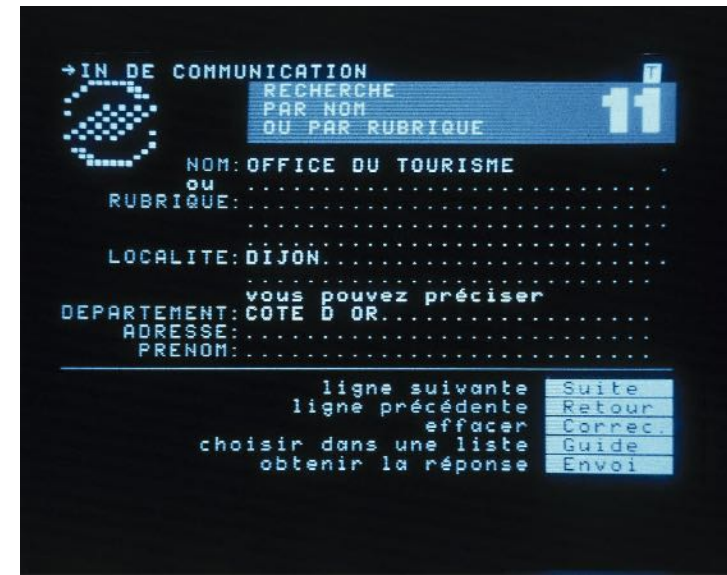 →IN DE COMMUNICATION T
RECHERCHE
PAR NOM
OU PAR RUBRIQUE
11
NOM: OFFICE DU TOURISME .
ou ............................
RUBRIQUE: ............................
............................
............................
LOCALITE: DIJON.......................
............................
vous pouvez préciser
DEPARTEMENT: COTE D OR..................
ADRESSE: ...........................
PRENOM: ...........................
ligne suivante Suite
ligne précédente Retour
effacer Correc.
choisir dans une liste Guide
obtenir la réponse Envoi